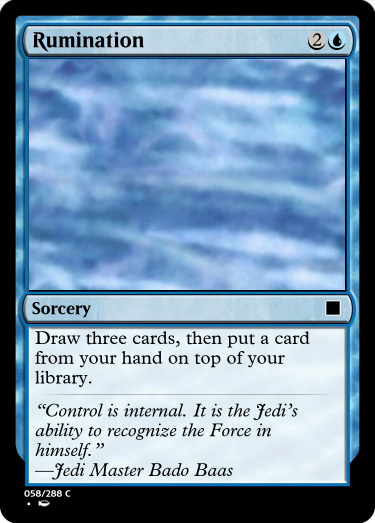 Rumination 2
Sorcery
Draw three cards, then put a card
from your hand on top of your
library.
“Control is internal. It is the Jedi’s
ability to recognize the Force in
himself.”
—Jedi Master Bado Baas
058/288 C